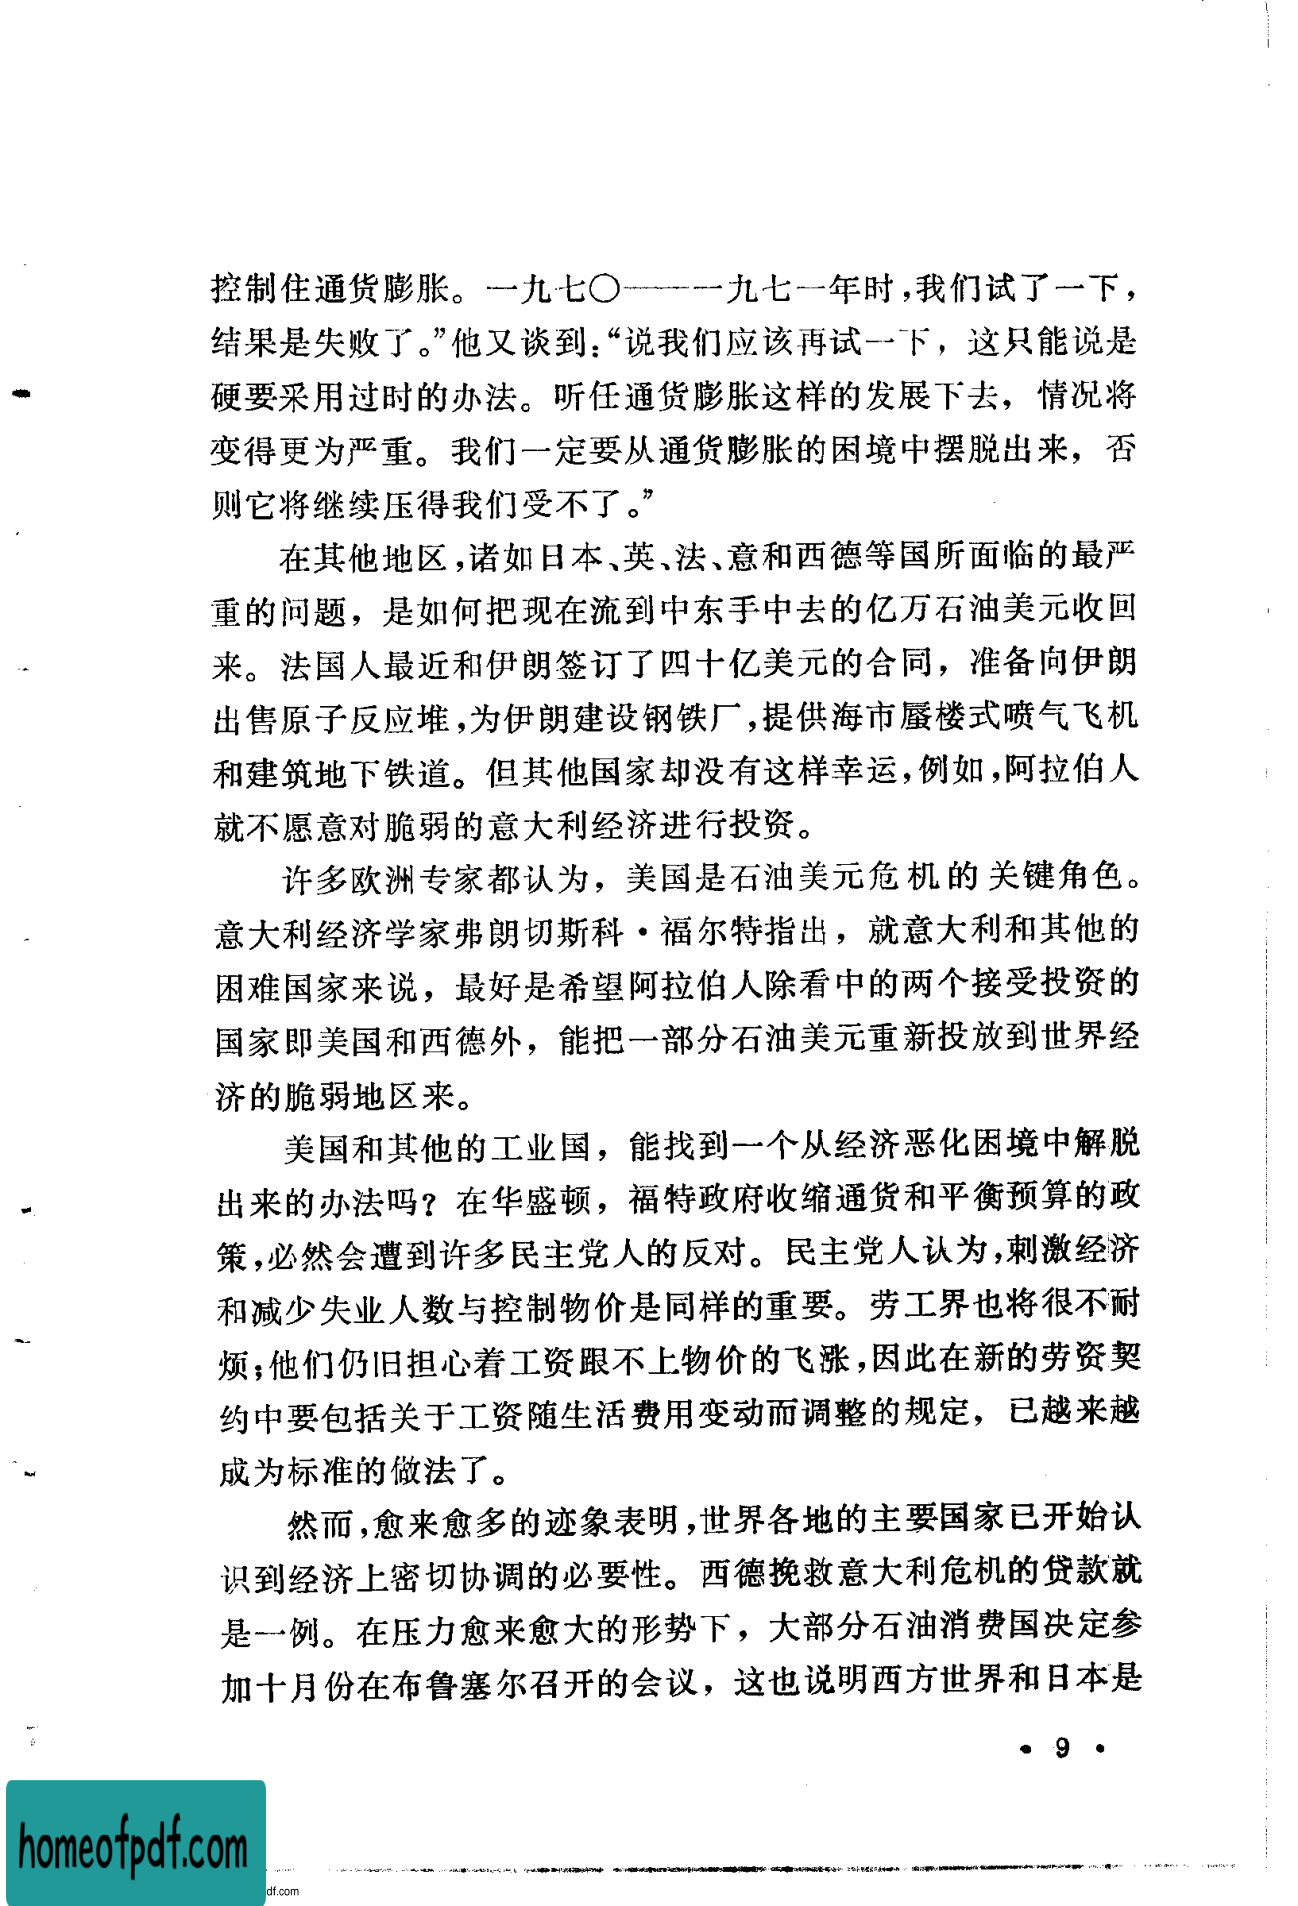 控制住通货膨胀。一九七〇——一九七一年时，我们试了一下，
结果是失败了。”他又谈到：“说我们应该再试一下，这只能说是
硬要采用过时的办法。听任通货膨胀这样的发展下去，情况将
变得更为严重。我们一定要从通货膨胀的困境中摆脱出来，否
则它将继续压得我们受不了。”
在其他地区，诸如日本、英、法、意和西德等国所面临的最严
重的问题，是如何把现在流到中东手中去的亿万石油美元收回
来。法国人最近和伊朗签订了四十亿美元的合同，准备向伊朗
出售原子反应堆，为伊朗建设钢铁厂，提供海市蜃楼式喷气飞机
和建筑地下铁道。但其他国家却没有这样幸运，例如，阿拉伯人
就不愿意对脆弱的意大利经济进行投资。
许多欧洲专家都认为，美国是石油美元危机的关键角色。
意大利经济学家弗朗切斯科·福尔特指出，就意大利和其他的
困难国家来说，最好是希望阿拉伯人除看中的两个接受投资的
国家即美国和西德外，能把一部分石油美元重新投放到世界经
济的脆弱地区来。
美国和其他的工业国，能找到一个从经济恶化困境中解脱
出来的办法吗？在华盛顿，福特政府收缩通货和平衡预算的政
策，必然会遭到许多民主党人的反对。民主党人认为，刺激经济
和减少失业人数与控制物价是同样的重要。劳工界也将很不耐
烦；他们仍旧担心着工资跟不上物价的飞涨，因此在新的劳资契
约中要包括关于工资随生活费用变动而调整的规定，已越来越
成为标准的做法了。
然而，愈来愈多的迹象表明，世界各地的主要国家已开始认
识到经济上密切协调的必要性。西德挽救意大利危机的贷款就
是一例。在压力愈来愈大的形势下，大部分石油消费国决定参
加十月份在布鲁塞尔召开的会议，这也说明西方世界和日本是
• 9 •
homeofpdf.com
df.com